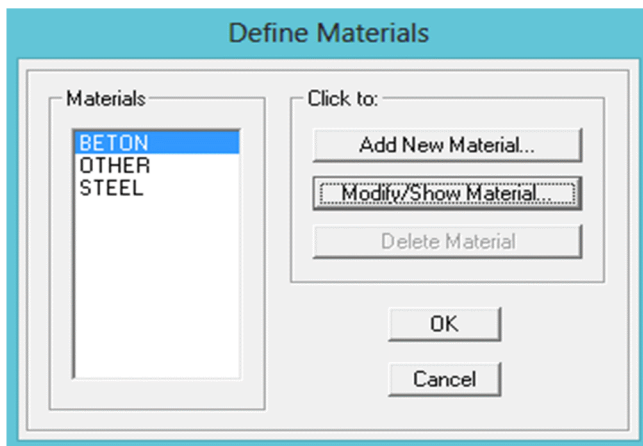 Define Materials
Materials
BETON
OTHER
STEEL
Click to:
Add New Material...
Modify/Show Material...
Delete Material
OK
Cancel